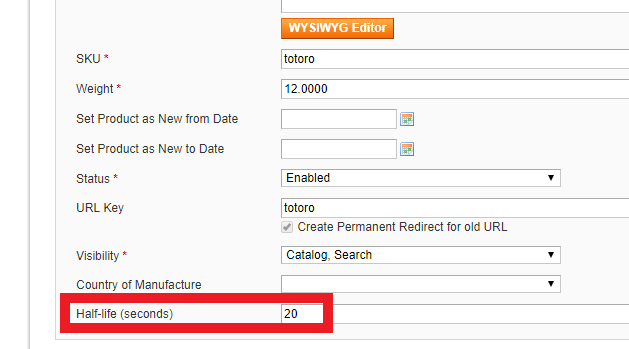 WYSIWYG Editor
SKU * totoro
Weight * 12.0000
Set Product as New from Date
Set Product as New to Date
Status * Enabled
URL Key totoro
Create Permanent Redirect for old URL
Visibility * Catalog, Search
Country of Manufacture
Half-life (seconds) 20